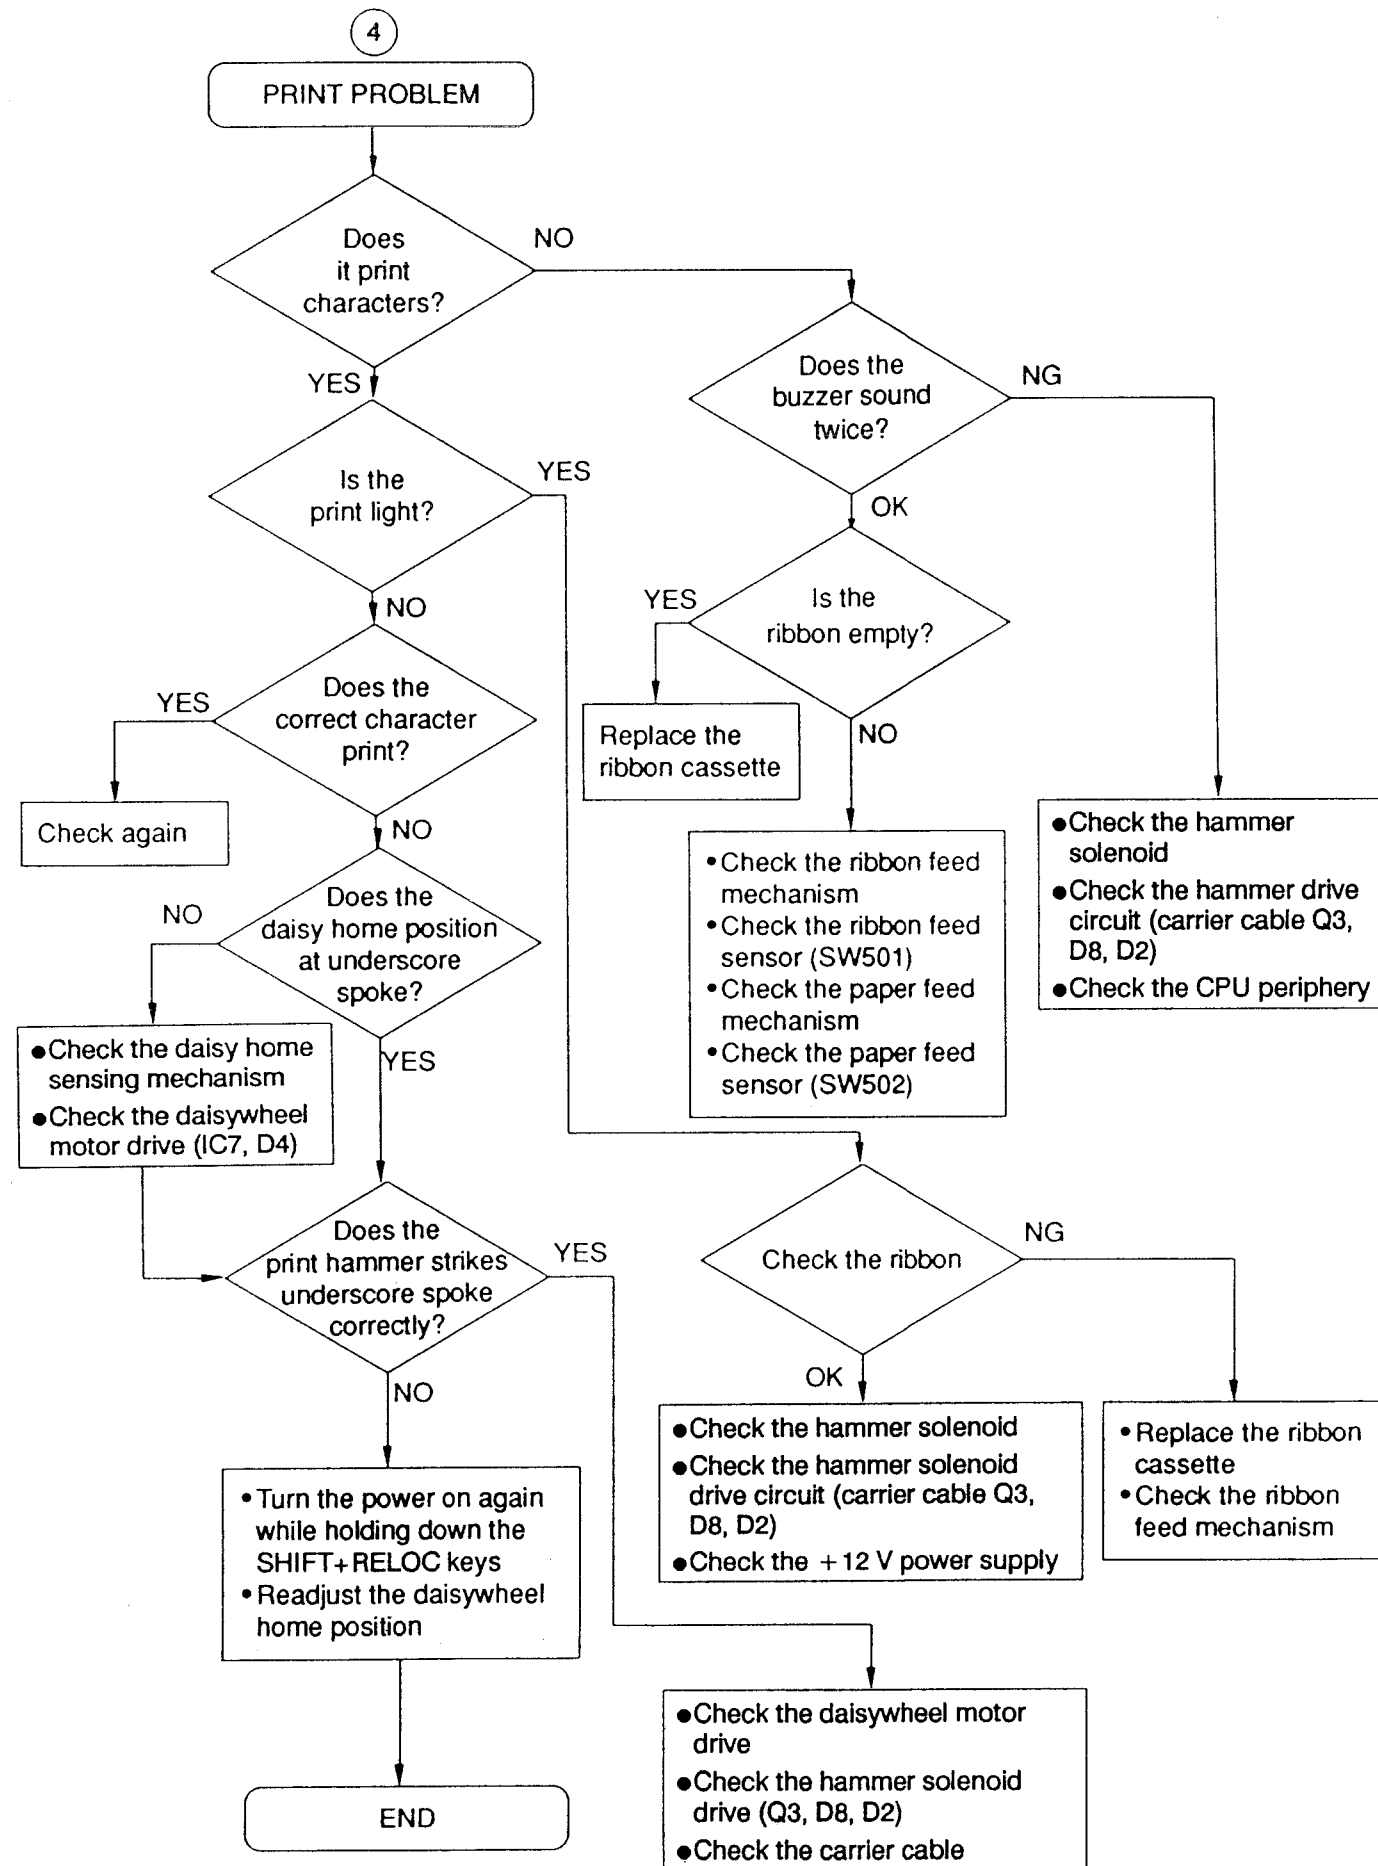 4
PRINT PROBLEM
Does
it print
characters?
NO
YES
Does the
buzzer sound
twice?
NG
OK
Is the
print light?
YES
NO
Is the
ribbon empty?
YES
NO
Replace the
ribbon cassette
Does the
correct character
print?
YES
NO
Check again
• Check the ribbon feed
mechanism
• Check the ribbon feed
sensor (SW501)
• Check the paper feed
mechanism
• Check the paper feed
sensor (SW502)
● Check the hammer
solenoid
● Check the hammer drive
circuit (carrier cable Q3,
D8, D2)
● Check the CPU periphery
Does the
daisy home position
at underscore
spoke?
NO
YES
● Check the daisy home
sensing mechanism
● Check the daisywheel
motor drive (IC7, D4)
Does the
print hammer strikes
underscore spoke
correctly?
YES
NO
Check the ribbon
NG
OK
● Check the hammer solenoid
● Check the hammer solenoid
drive circuit (carrier cable Q3,
D8, D2)
● Check the +12 V power supply
• Replace the ribbon
cassette
• Check the ribbon
feed mechanism
• Turn the power on again
while holding down the
SHIFT+RELOC keys
• Readjust the daisywheel
home position
END
● Check the daisywheel motor
drive
● Check the hammer solenoid
drive (Q3, D8, D2)
● Check the carrier cable